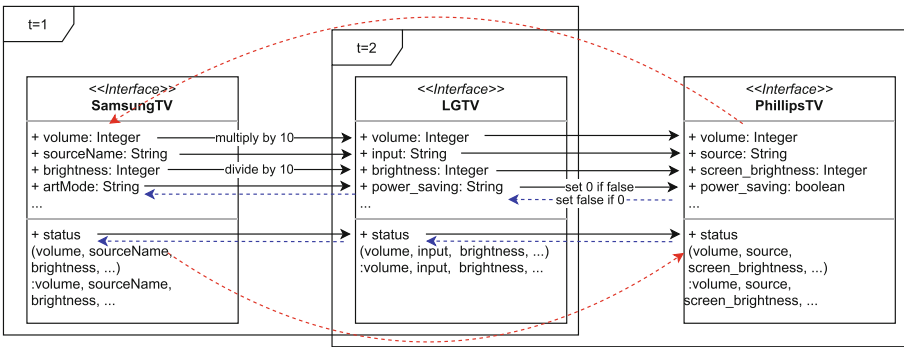 t=1
t=2
<<Interface>>
SamsungTV
+ volume: Integer
+ sourceName: String
+ brightness: Integer
+ artMode: String
...
+ status
(volume, sourceName,
brightness, ...)
:volume, sourceName,
brightness, ...
multiply by 10
divide by 10
<<Interface>>
LGTV
+ volume: Integer
+ input: String
+ brightness: Integer
+ power_saving: String
...
+ status
(volume, input, brightness, ...)
:volume, input, brightness, ...
set 0 if false
set false if 0
<<Interface>>
PhillipsTV
+ volume: Integer
+ source: String
+ screen_brightness: Integer
+ power_saving: boolean
...
+ status
(volume, source,
screen_brightness, ...)
:volume, source,
screen_brightness, ...